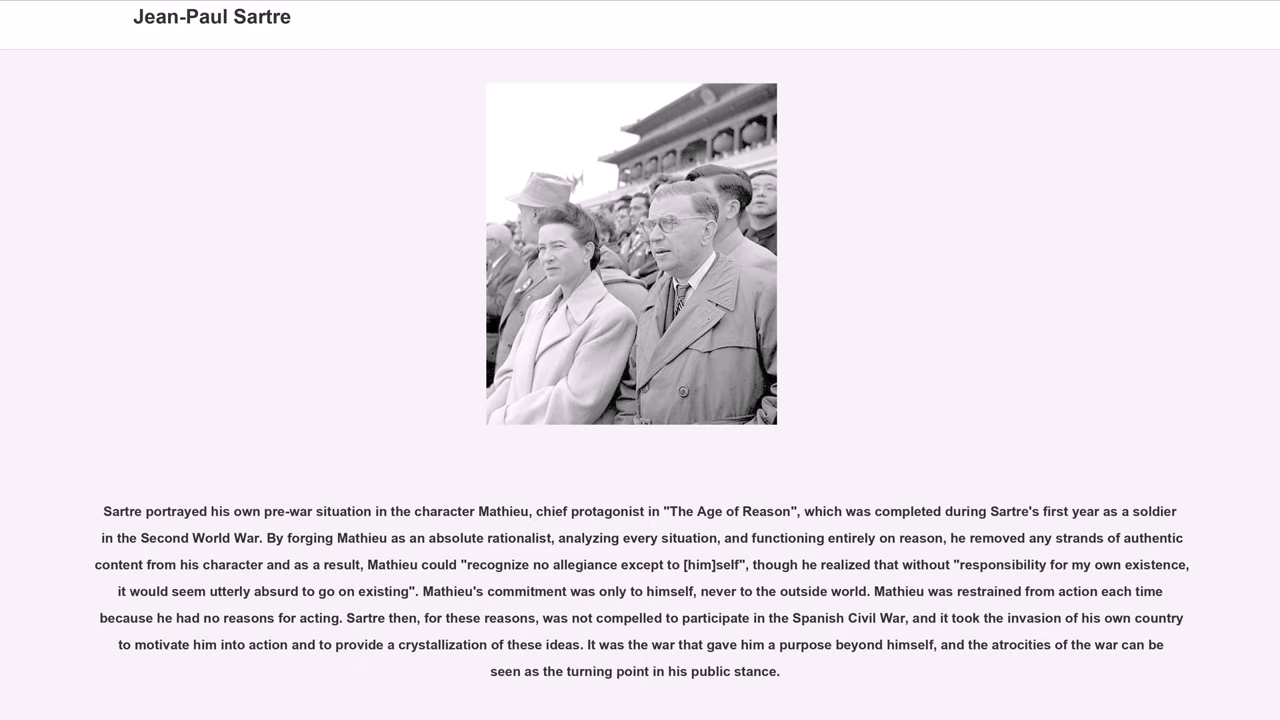 Jean-Paul Sartre
Sartre portrayed his own pre-war situation in the character Mathieu, chief protagonist in "The Age of Reason", which was completed during Sartre's first year as a soldier
in the Second World War. By forging Mathieu as an absolute rationalist, analyzing every situation, and functioning entirely on reason, he removed any strands of authentic
content from his character and as a result, Mathieu could "recognize no allegiance except to [him]self", though he realized that without "responsibility for my own existence,
it would seem utterly absurd to go on existing". Mathieu's commitment was only to himself, never to the outside world. Mathieu was restrained from action each time
because he had no reasons for acting. Sartre then, for these reasons, was not compelled to participate in the Spanish Civil War, and it took the invasion of his own country
to motivate him into action and to provide a crystallization of these ideas. It was the war that gave him a purpose beyond himself, and the atrocities of the war can be
seen as the turning point in his public stance.